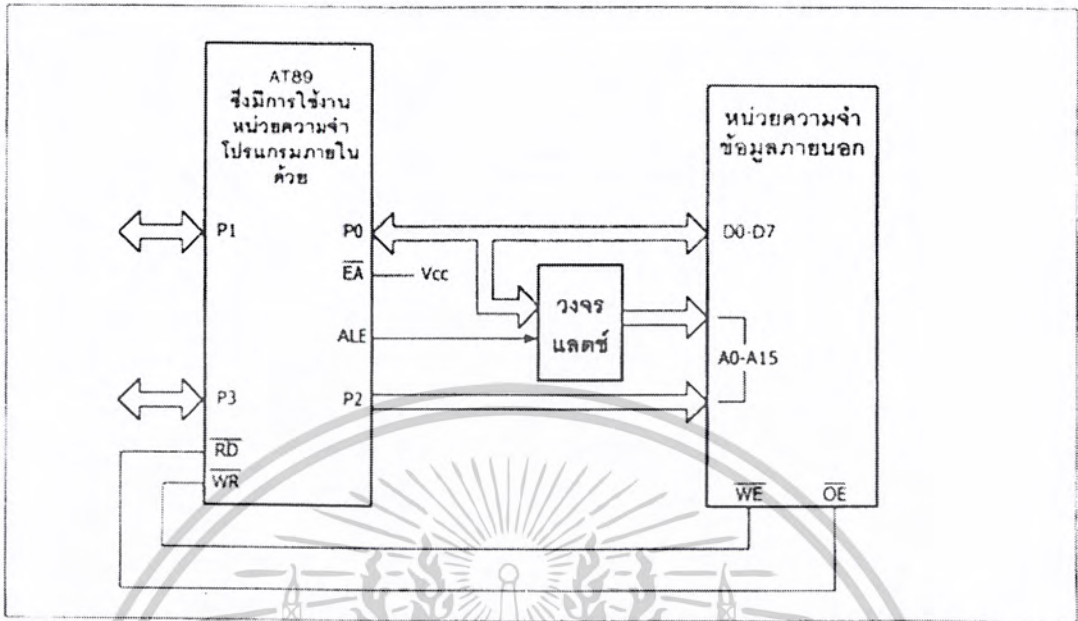 AT89
ซึ่งมีการใช้งาน
หน่วยความจำ
โปรแกรมภายใน
ด้วย
หน่วยความจำ
ข้อมูลภายนอก
P1
P0
D0-D7
EA
Vcc
วงจร
แลตช์
ALE
A0-A15
P3
P2
RD
WR
WE
OE